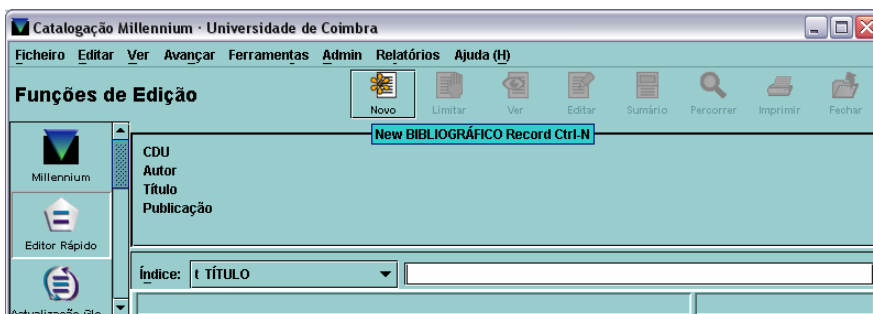 Catalogação Millennium · Universidade de Coimbra
Ficheiro Editar Ver Avançar Ferramentas Admin Relatórios Ajuda (H)
Funções de Edição
Novo Limitar Ver Editar Sumário Percorrer Imprimir Fechar
New BIBLIOGRÁFICO Record Ctrl-N
Millennium
CDU
Autor
Título
Publicação
Editor Rápido
Índice: t TÍTULO